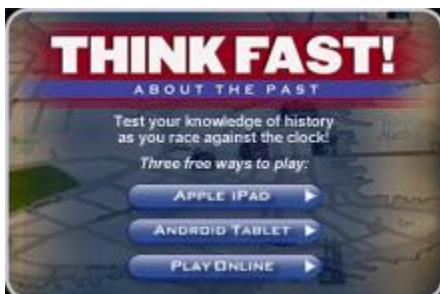 THINK FAST!
ABOUT THE PAST
Test your knowledge of history
as you race against the clock!
Three free ways to play:
APPLE IPAD
ANDROID TABLET
PLAY ONLINE